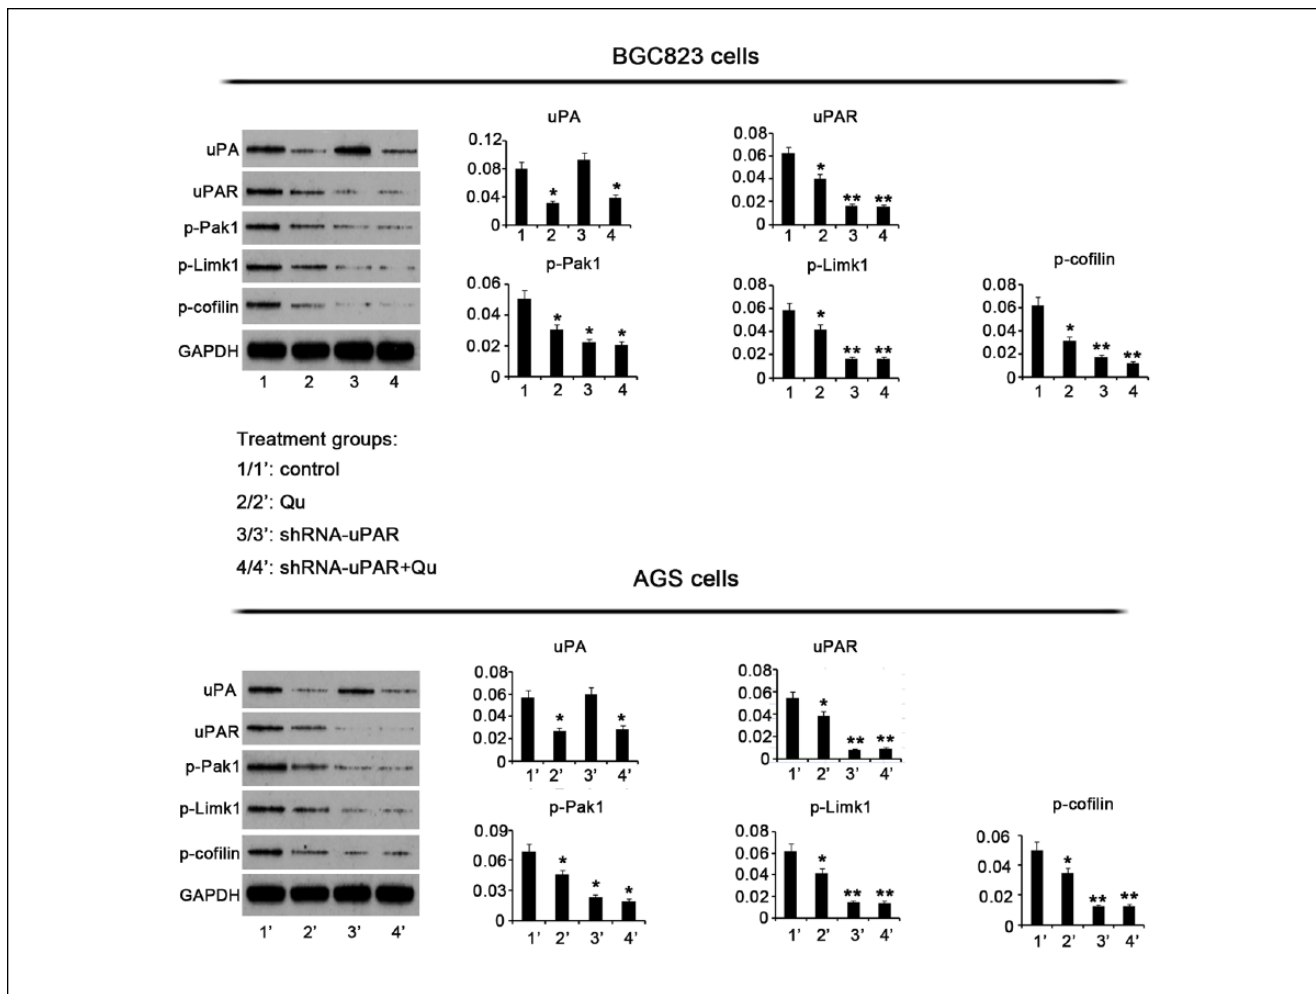 BGC823 cells
uPA
uPAR
p-Pak1
p-Limk1
p-cofilin
GAPDH
1 2 3 4
uPA
0.12
0.08
0.04
0
1 2 3 4
* *
uPAR
0.08
0.06
0.04
0.02
0
1 2 3 4
* ** **
p-Pak1
0.06
0.04
0.02
0
1 2 3 4
* * *
p-Limk1
0.08
0.06
0.04
0.02
0
1 2 3 4
* ** **
p-cofilin
0.08
0.06
0.04
0.02
0
1 2 3 4
* ** **
Treatment groups:
1/1’: control
2/2’: Qu
3/3’: shRNA-uPAR
4/4’: shRNA-uPAR+Qu
AGS cells
uPA
uPAR
p-Pak1
p-Limk1
p-cofilin
GAPDH
1’ 2’ 3’ 4’
uPA
0.08
0.06
0.04
0.02
0
1’ 2’ 3’ 4’
* *
uPAR
0.08
0.06
0.04
0.02
0
1’ 2’ 3’ 4’
* ** **
p-Pak1
0.09
0.06
0.03
0
1’ 2’ 3’ 4’
* * *
p-Limk1
0.08
0.06
0.04
0.02
0
1’ 2’ 3’ 4’
* ** **
p-cofilin
0.06
0.04
0.02
0
1’ 2’ 3’ 4’
* ** **